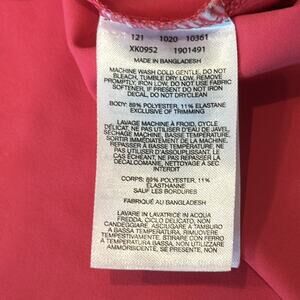 121 1020 10361
XK0952 1901491
MADE IN BANGLADESH
MACHINE WASH COLD GENTLE, DO NOT
BLEACH, TUMBLE DRY LOW, REMOVE
PROMPTLY, IRON LOW, DO NOT USE FABRIC
SOFTENER, IF PRESENT DO NOT IRON
DECAL, DO NOT DRYCLEAN
BODY: 89% POLYESTER, 11% ELASTANE
EXCLUSIVE OF TRIMMING
LAVAGE MACHINE À FROID, CYCLE
DÉLICAT, NE PAS UTILISER D'EAU DE JAVEL,
SÉCHAGE MACHINE, BASSE TEMPÉRATURE,
SORTIR IMMÉDIATEMENT DE LA MACHINE,
REPASSER À BASSE TEMPÉRATURE, NE
PAS UTILISER D'ASSOUPLISSANT. LE
CAS ÉCHÉANT, NE PAS REPASSER LA
DÉCALCOMANIE, NETTOYAGE À SEC
INTERDIT
CORPS: 89% POLYESTER, 11%
ÉLASTHANNE
SAUF LES BORDURES
FABRIQUÉ AU BANGLADESH
LAVARE IN LAVATRICE IN ACQUA
FREDDA, CICLO DELICATO, NON
CANDEGGIARE, ASCIUGARE A TAMBURO
A BASSA TEMPERATURA, RIMUOVERE
TEMPESTIVAMENTE, STIRARE CON FERRO
A BASSA TEMPERATURA, NON UTILIZZARE
AMMORBIDENTE, SE PRESENTE, NON